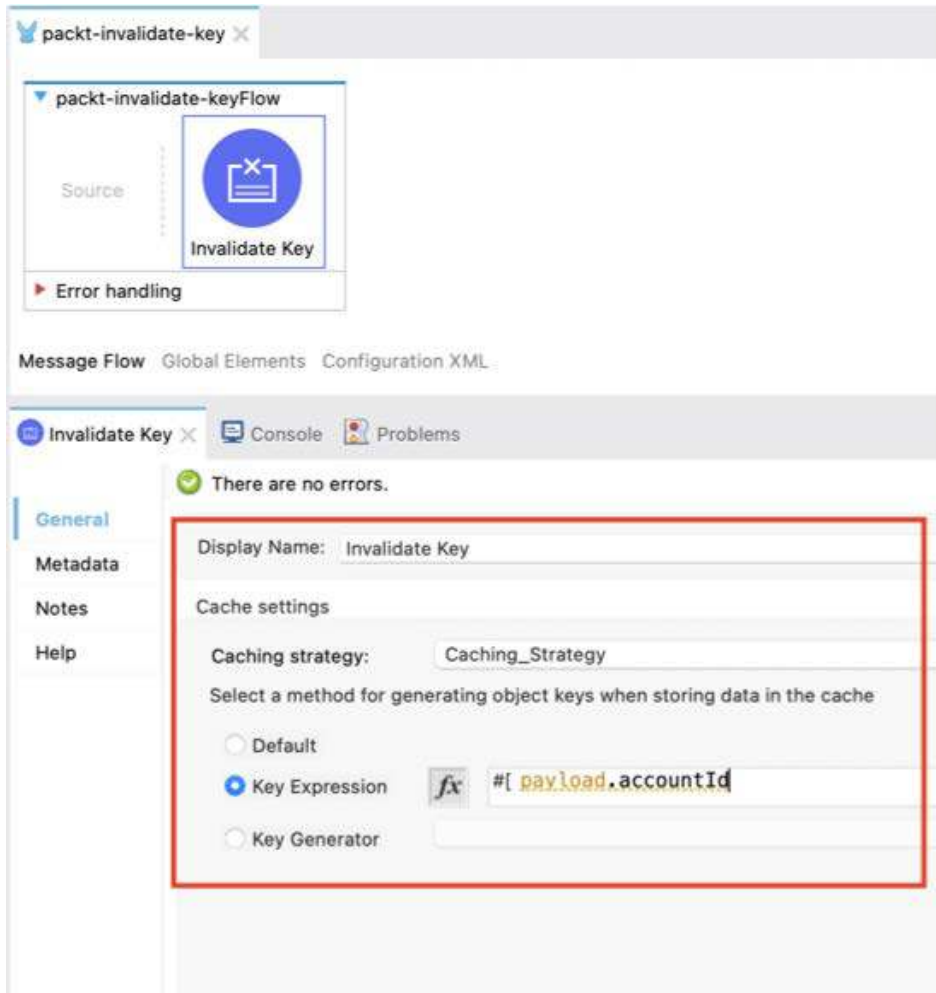 packt-invalidate-key
packt-invalidate-keyFlow
Source
Invalidate Key
Error handling
Message Flow Global Elements Configuration XML
Invalidate Key Console Problems
There are no errors.
General
Display Name: Invalidate Key
Metadata
Notes
Cache settings
Help
Caching strategy: Caching_Strategy
Select a method for generating object keys when storing data in the cache
Default
Key Expression fx #[ payload.accountId
Key Generator